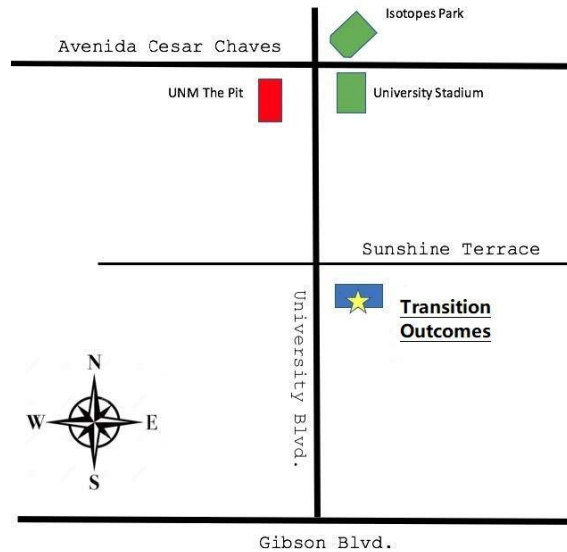 Isotopes Park
Avenida Cesar Chaves
UNM The Pit
University Stadium
Sunshine Terrace
University Blvd.
Transition
Outcomes
N
W
E
S
Gibson Blvd.